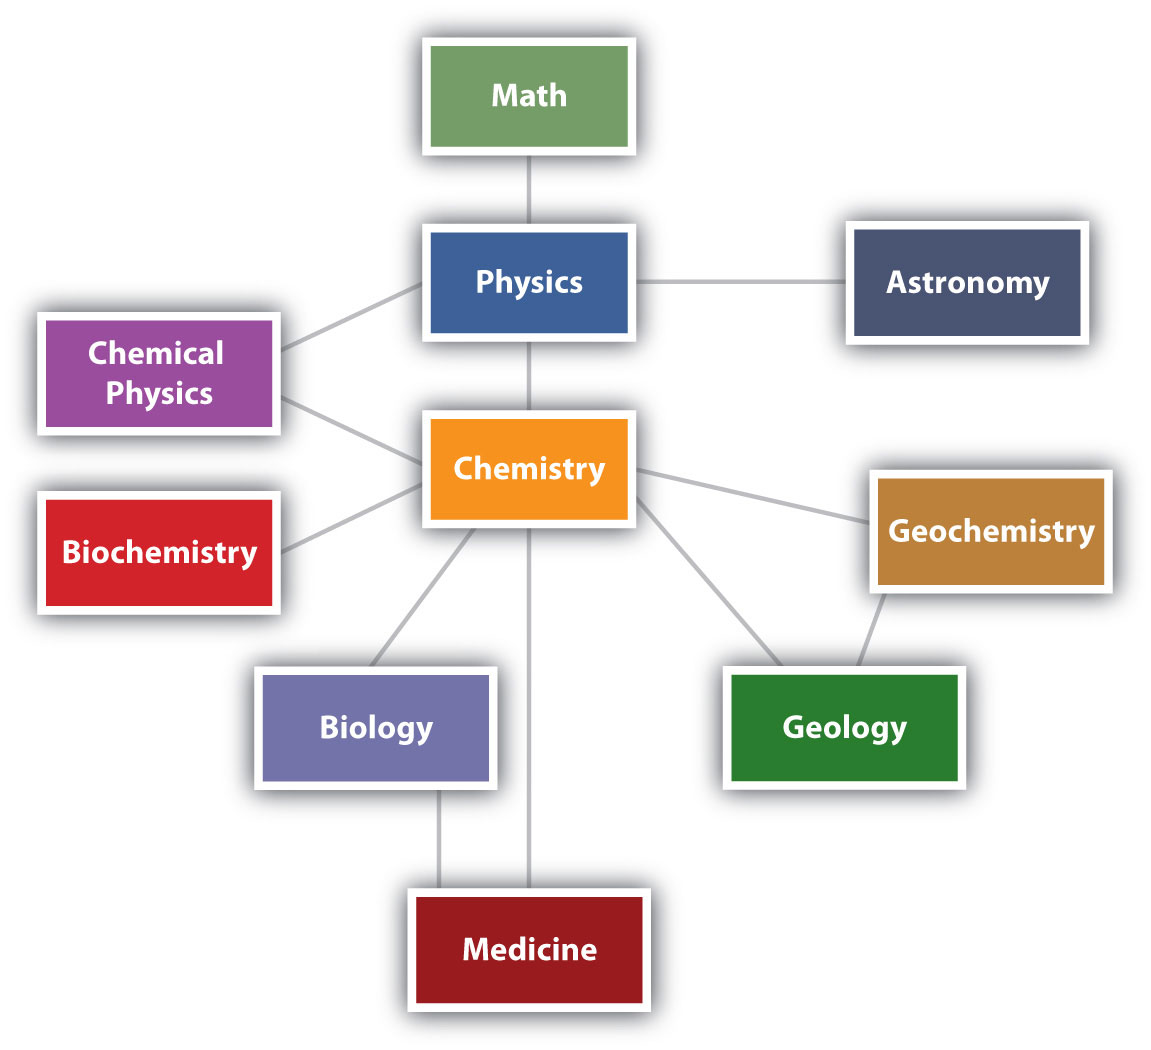 Math
Physics
Astronomy
Chemical
Physics
Chemistry
Biochemistry
Geochemistry
Biology
Geology
Medicine